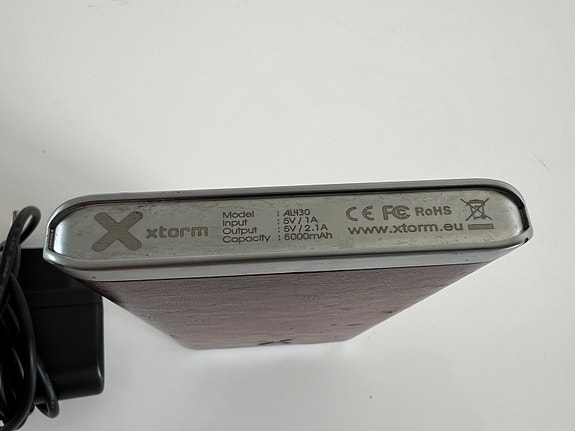 xtorm
Model : AL430
Input : 5V / 1A
Output : 5V / 2.1A
Capacity : 5000mAh
CE FC RoHS
www.xtorm.eu